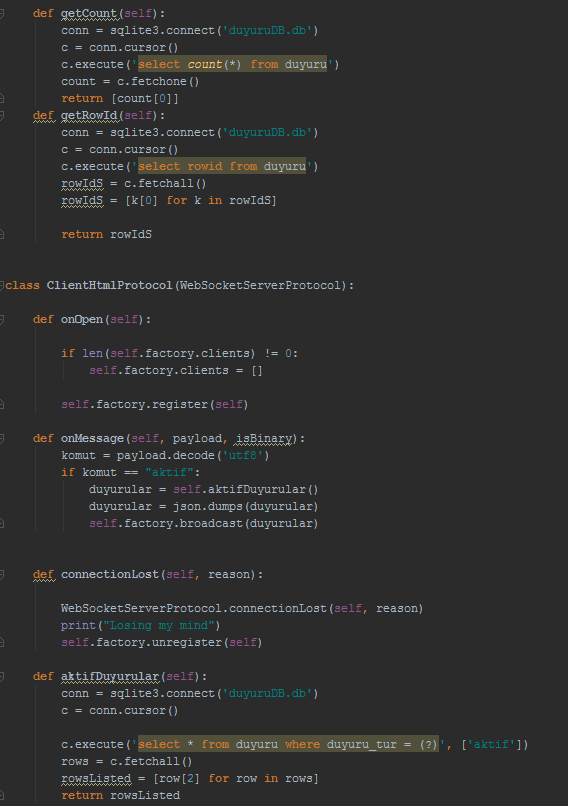 def getCount(self):
conn = sqlite3.connect('duyuruDB.db')
c = conn.cursor()
c.execute('select count(*) from duyuru')
count = c.fetchone()
return [count[0]]
def getRowId(self):
conn = sqlite3.connect('duyuruDB.db')
c = conn.cursor()
c.execute('select rowid from duyuru')
rowIdS = c.fetchall()
rowIdS = [k[0] for k in rowIdS]
return rowIdS
class ClientHtmlProtocol(WebSocketServerProtocol):
def onOpen(self):
if len(self.factory.clients) != 0:
self.factory.clients = []
self.factory.register(self)
def onMessage(self, payload, isBinary):
komut = payload.decode('utf8')
if komut == "aktif":
duyurular = self.aktifDuyurular()
duyurular = json.dumps(duyurular)
self.factory.broadcast(duyurular)
def connectionLost(self, reason):
WebSocketServerProtocol.connectionLost(self, reason)
print("Losing my mind")
self.factory.unregister(self)
def aktifDuyurular(self):
conn = sqlite3.connect('duyuruDB.db')
c = conn.cursor()
c.execute('select * from duyuru where duyuru_tur = (?)', ['aktif'])
rows = c.fetchall()
rowsListed = [row[2] for row in rows]
return rowsListed